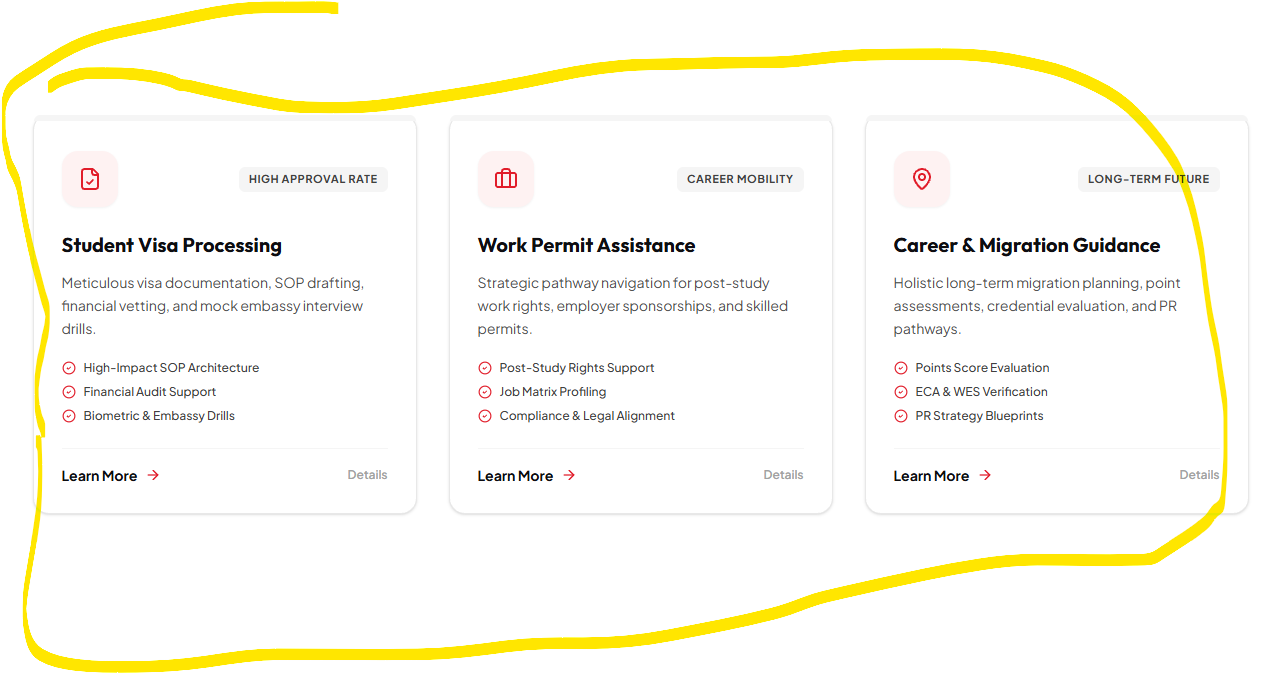 HIGH APPROVAL RATE
Student Visa Processing
Meticulous visa documentation, SOP drafting,
financial vetting, and mock embassy interview
drills.
High-Impact SOP Architecture
Financial Audit Support
Biometric & Embassy Drills
Learn More
Details
CAREER MOBILITY
Work Permit Assistance
Strategic pathway navigation for post-study
work rights, employer sponsorships, and skilled
permits.
Post-Study Rights Support
Job Matrix Profiling
Compliance & Legal Alignment
Learn More
Details
LONG-TERM FUTURE
Career & Migration Guidance
Holistic long-term migration planning, point
assessments, credential evaluation, and PR
pathways.
Points Score Evaluation
ECA & WES Verification
PR Strategy Blueprints
Learn More
Details